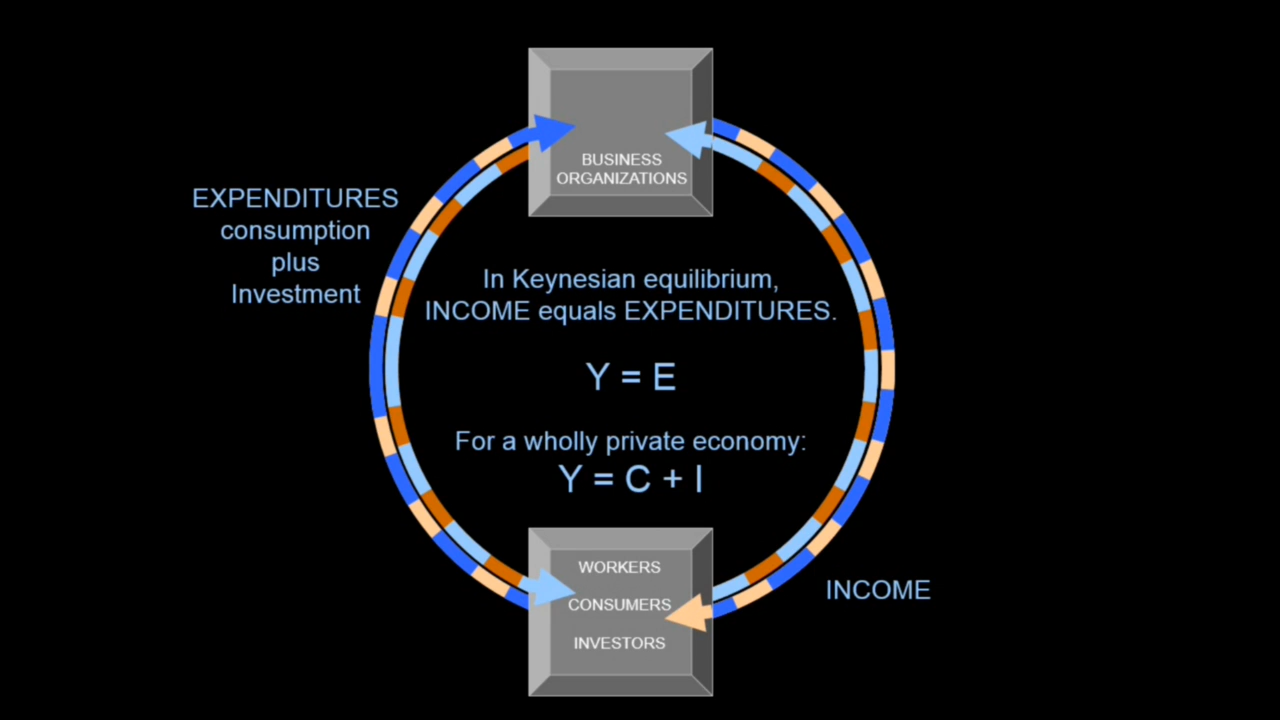 BUSINESS
ORGANIZATIONS
EXPENDITURES
consumption
plus
Investment
In Keynesian equilibrium,
INCOME equals EXPENDITURES.
Y = E
For a wholly private economy:
Y = C + I
WORKERS
CONSUMERS
INVESTORS
INCOME